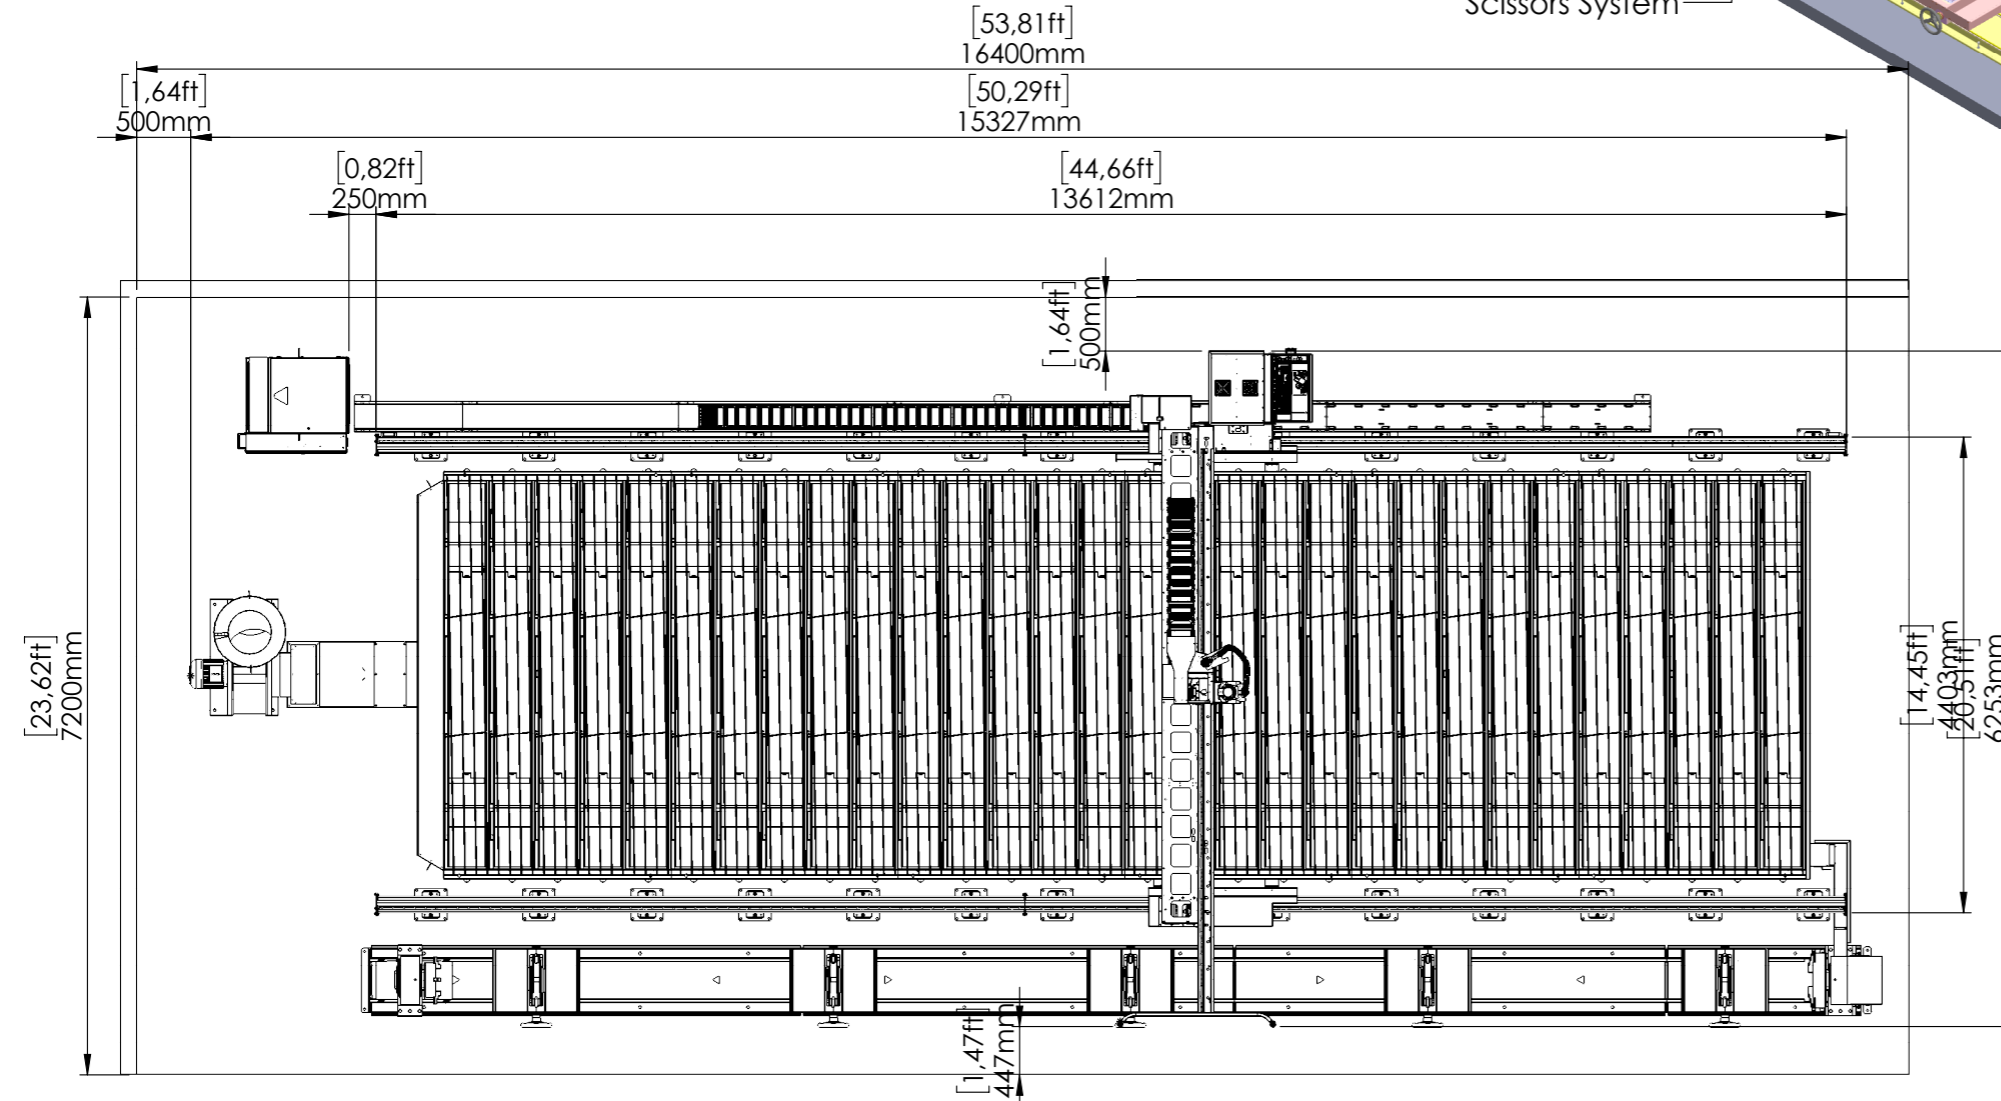 Scissors System
[53,81ft]
16400mm
[1,64ft]
500mm
[50,29ft]
15327mm
[0,82ft]
250mm
[44,66ft]
13612mm
[1,64ft]
500mm
[23,62ft]
7200mm
[14,45ft]
4403mm
[20,51ft]
6253mm
[1,47ft]
447mm